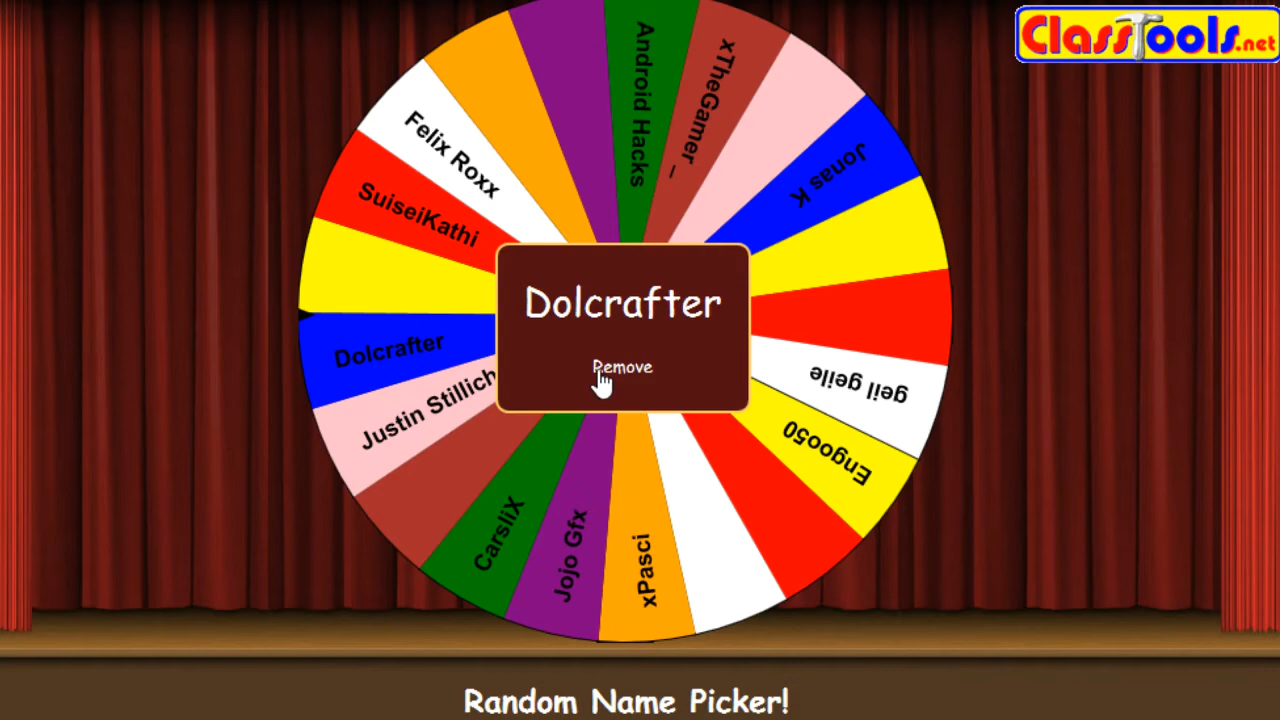 ClassTools.net
Android Hacks
xTheGamer _
Jonas K
geil geile
Engoo50
xPasci
Jojo Gfx
CarsliX
Justin Stillich
Dolcrafter
SuiseiKathi
Felix Roxx
Dolcrafter
Remove
Random Name Picker!